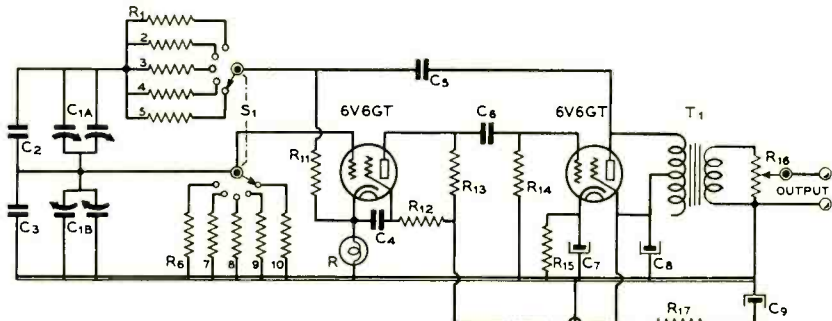 R1
2
3
4
5
C1A
C2
C3
C1B
S1
R6
7
8
9
10
R11
6V6GT
C4
R
R12
C5
C6
R13
R14
6V6GT
R15
C7
T1
C8
R16
OUTPUT
R17
C9